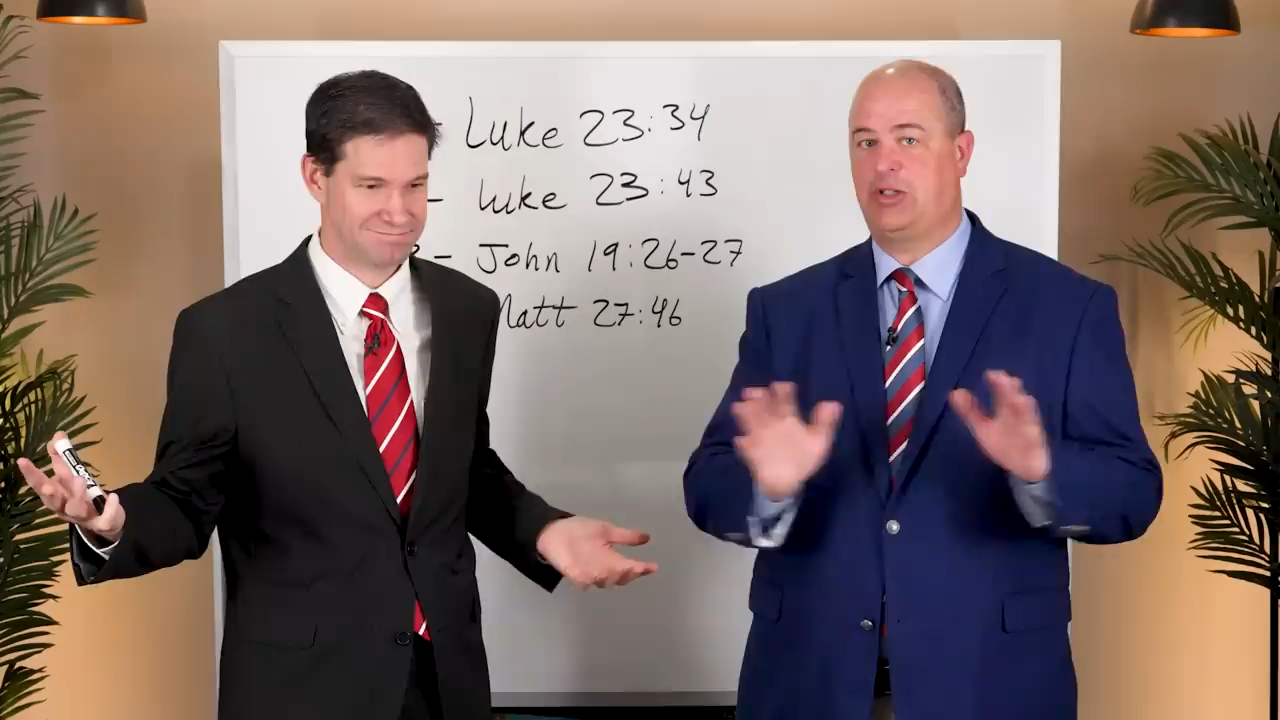 - Luke 23:34
- Luke 23:43
- John 19:26-27
Matt 27:46